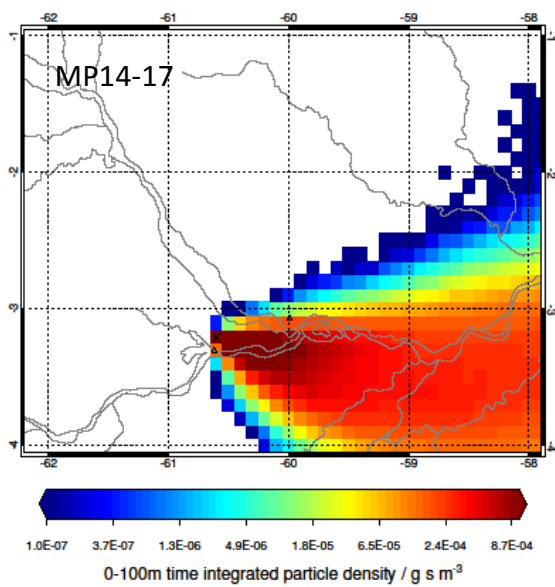 -62 -61 -60 -59 -58
MP14-17
-1 -1
-2 -2
-3 -3
-4 -4
-62 -61 -60 -59 -58
1.0E-07 3.7E-07 1.3E-06 4.9E-06 1.8E-05 6.5E-05 2.4E-04 8.7E-04
0-100m time integrated particle density / g s m⁻³